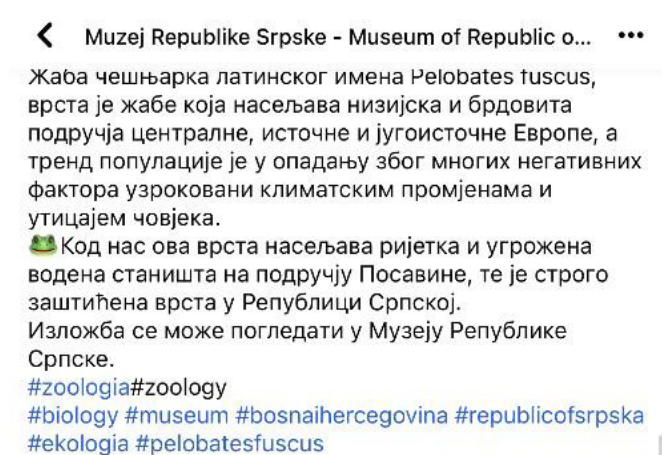 Muzej Republike Srpske - Museum of Republic o...
Жаба чешњарка латинског имена Pelobates fuscus,
врста је жабе која насељава низијска и брдовита
подручја централне, источне и југоисточне Европе, а
тренд популације је у опадању због многих негативних
фактора узроковани климатским промјенама и
утицајем човјека.
🐸Код нас ова врста насељава ријетка и угрожена
водена станишта на подручју Посавине, те је строго
заштићена врста у Републици Српској.
Изложба се може погледати у Музеју Републике
Српске.
#zoologia#zoology
#biology #museum #bosnaihercegovina #republicofsrpska
#ekologia #pelobatesfuscus